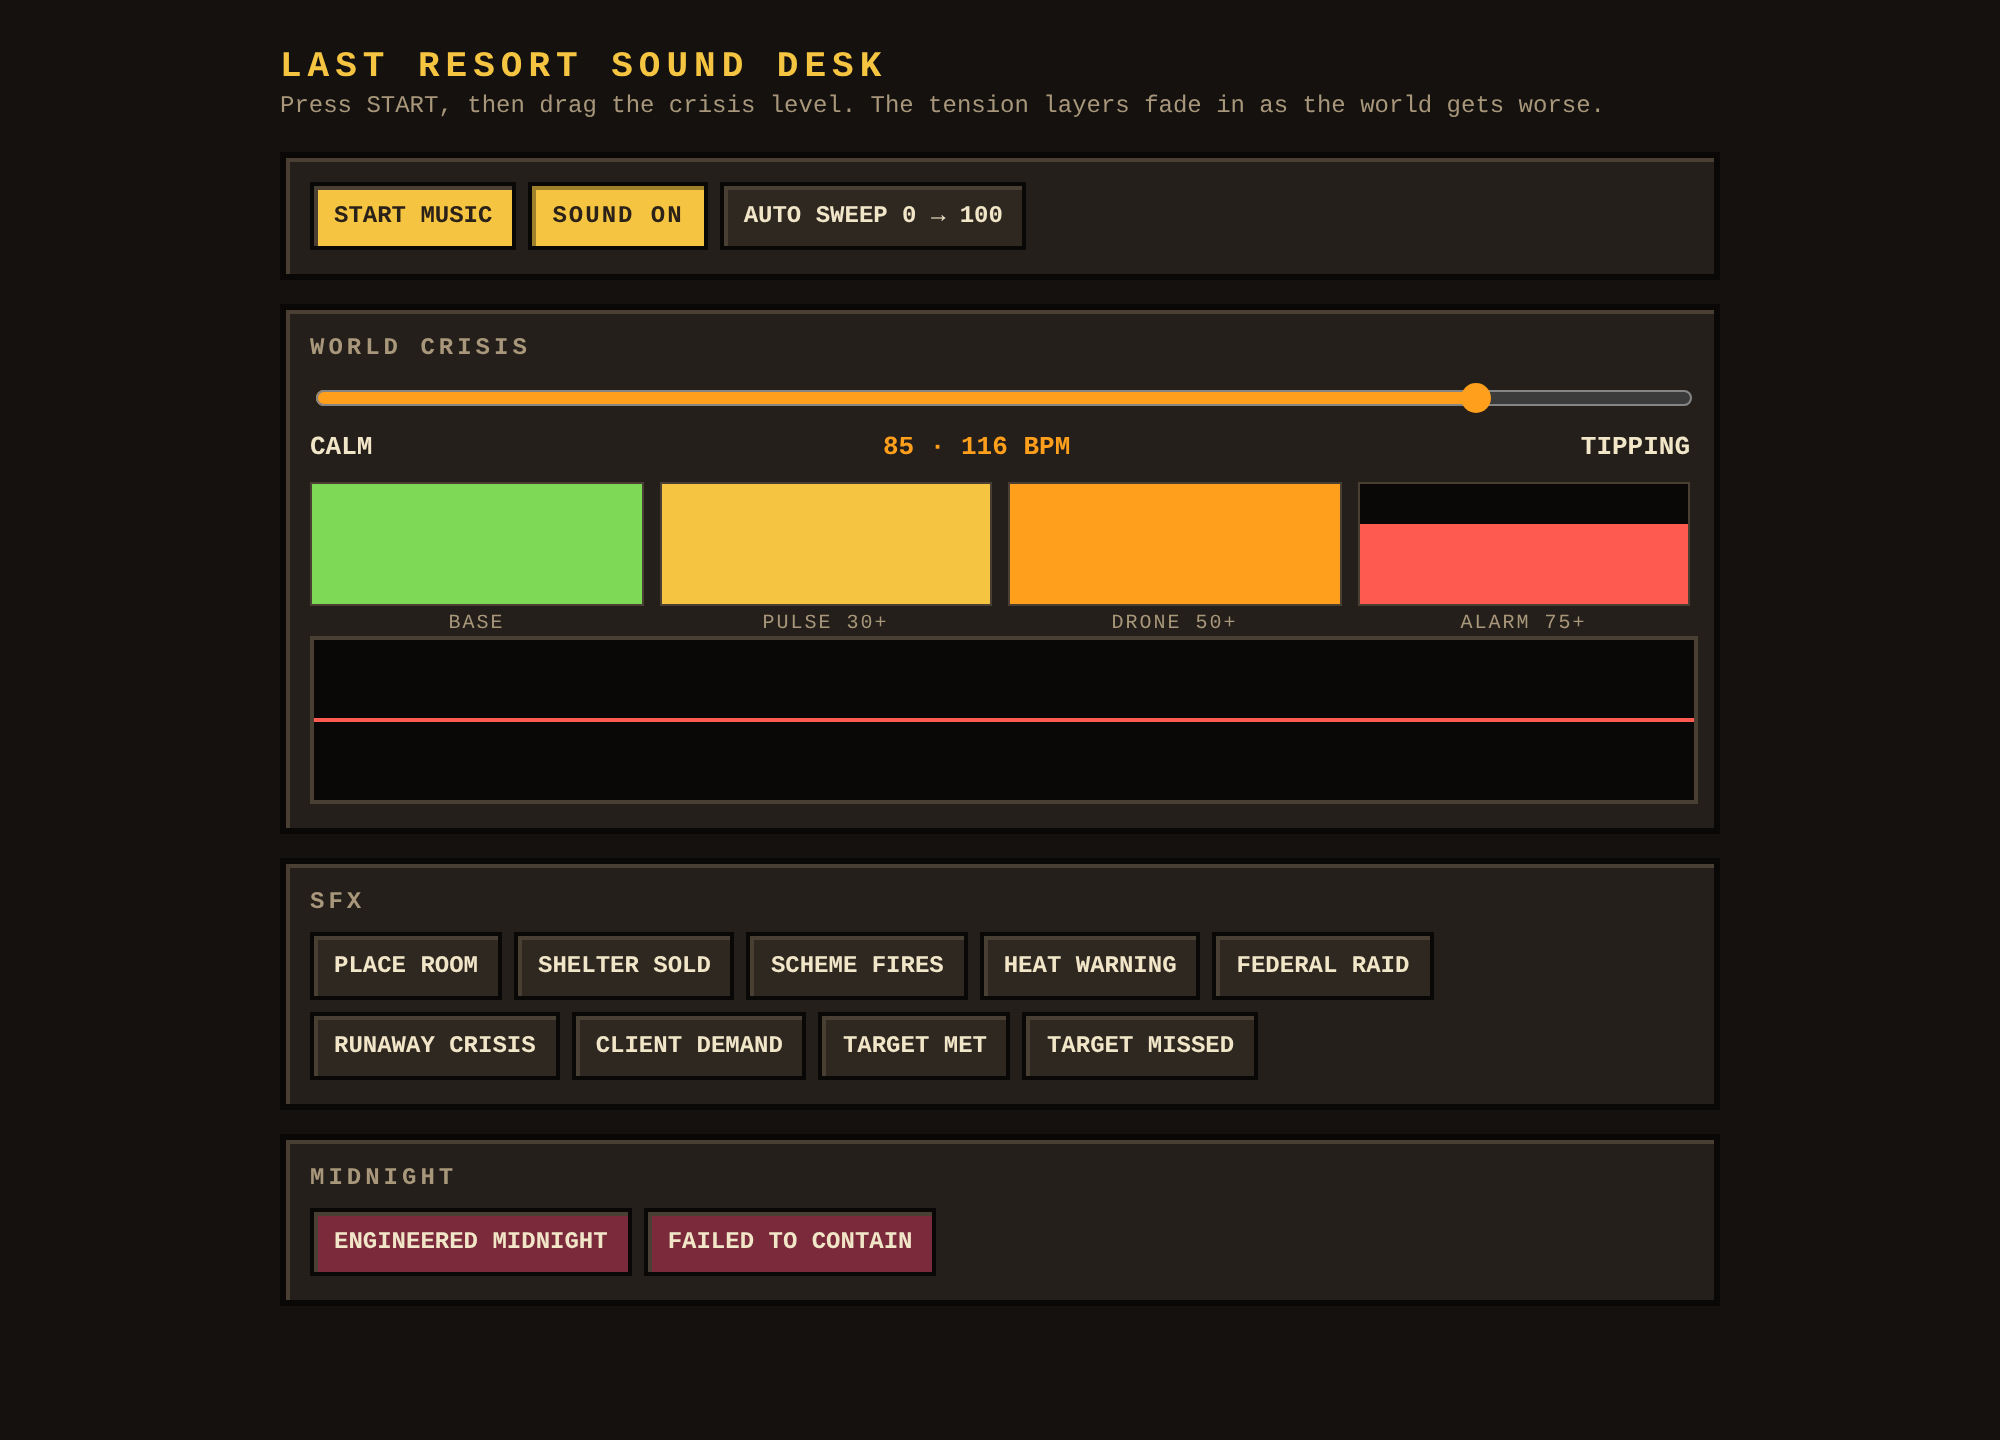 LAST RESORT SOUND DESK
Press START, then drag the crisis level. The tension layers fade in as the world gets worse.
START MUSIC SOUND ON AUTO SWEEP 0 → 100
WORLD CRISIS
CALM 85 · 116 BPM TIPPING
BASE PULSE 30+ DRONE 50+ ALARM 75+
SFX
PLACE ROOM SHELTER SOLD SCHEME FIRES HEAT WARNING FEDERAL RAID
RUNAWAY CRISIS CLIENT DEMAND TARGET MET TARGET MISSED
MIDNIGHT
ENGINEERED MIDNIGHT FAILED TO CONTAIN